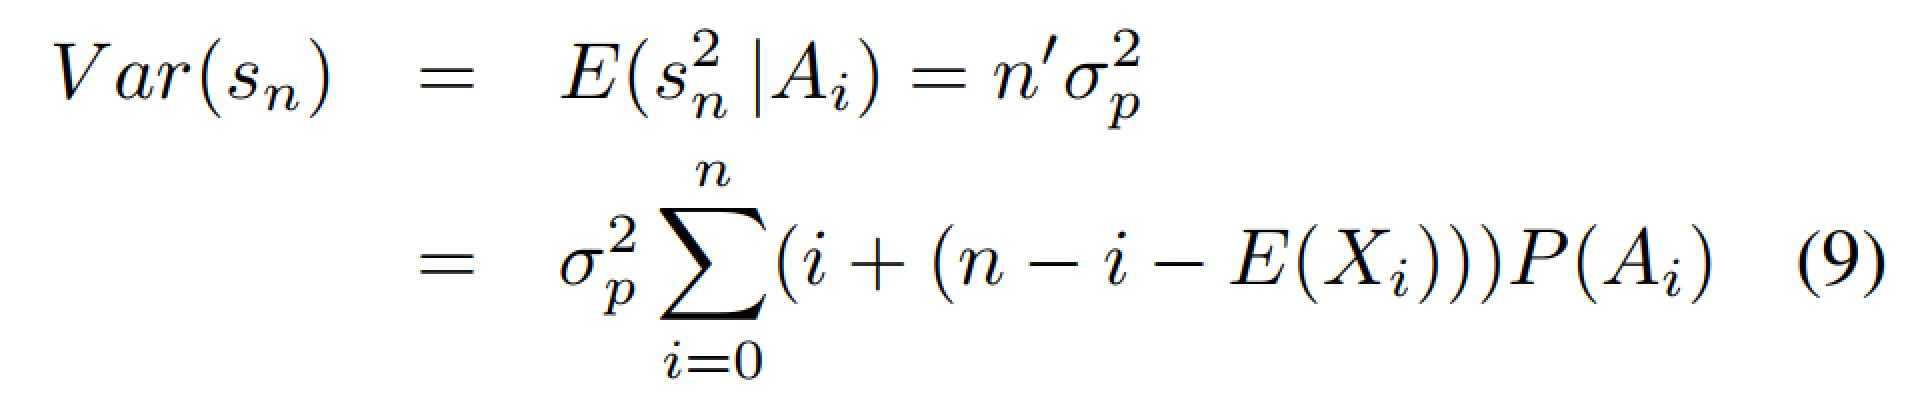 Var(s_n) = E(s_n^2 | A_i) = n'σ_p^2
= σ_p^2 \sum_{i=0}^{n} (i + (n − i − E(X_i)))P(A_i) (9)